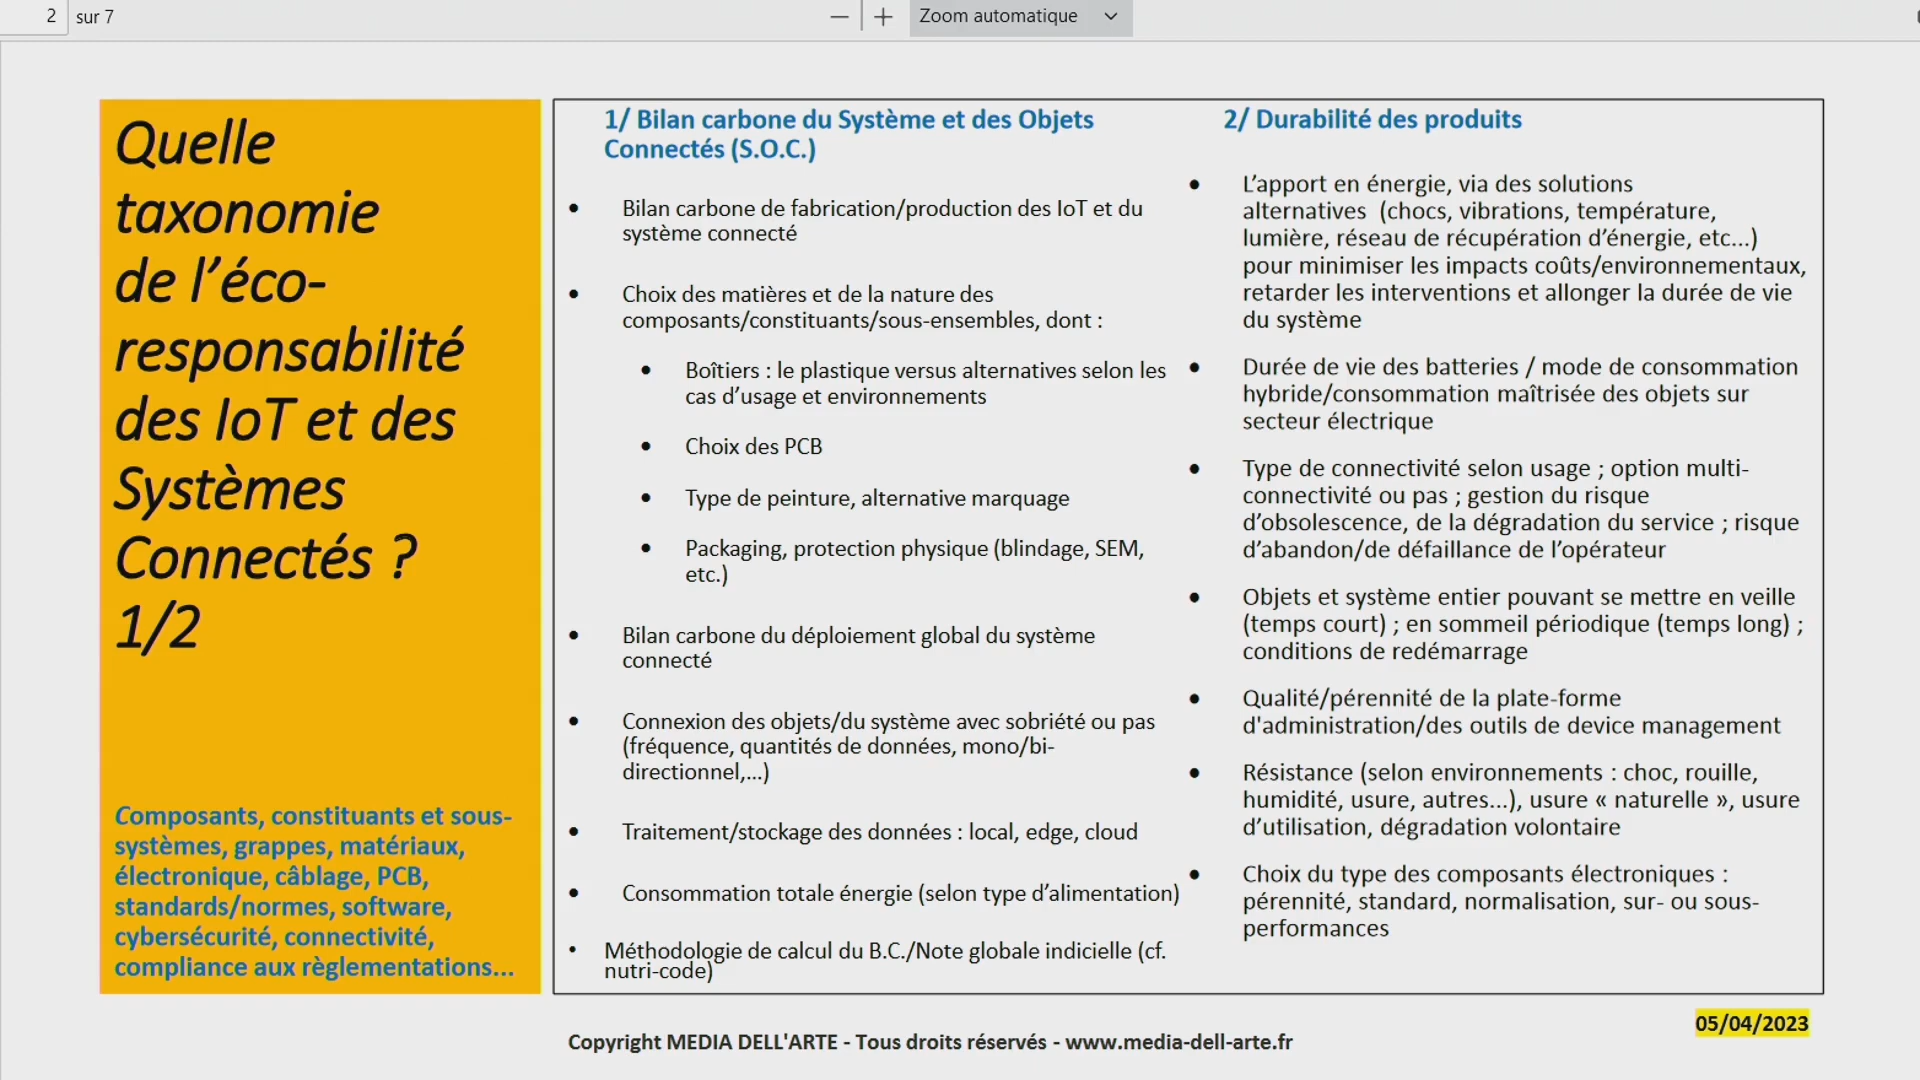 2 sur 7
Zoom automatique
Quelle
taxonomie
de l’éco-
responsabilité
des IoT et des
Systèmes
Connectés ?
1/2
Composants, constituants et sous-
systèmes, grappes, matériaux,
électronique, câblage, PCB,
standards/normes, software,
cybersécurité, connectivité,
compliance aux règlementations...
1/ Bilan carbone du Système et des Objets
Connectés (S.O.C.)
• Bilan carbone de fabrication/production des IoT et du
système connecté
• Choix des matières et de la nature des
composants/constituants/sous-ensembles, dont :
• Boîtiers : le plastique versus alternatives selon les
cas d’usage et environnements
• Choix des PCB
• Type de peinture, alternative marquage
• Packaging, protection physique (blindage, SEM,
etc.)
• Bilan carbone du déploiement global du système
connecté
• Connexion des objets/du système avec sobriété ou pas
(fréquence, quantités de données, mono/bi-
directionnel,...)
• Traitement/stockage des données : local, edge, cloud
• Consommation totale énergie (selon type d’alimentation)
• Méthodologie de calcul du B.C./Note globale indicielle (cf.
nutri-code)
2/ Durabilité des produits
• L’apport en énergie, via des solutions
alternatives (chocs, vibrations, température,
lumière, réseau de récupération d’énergie, etc...)
pour minimiser les impacts coûts/environnementaux,
retarder les interventions et allonger la durée de vie
du système
• Durée de vie des batteries / mode de consommation
hybride/consommation maîtrisée des objets sur
secteur électrique
• Type de connectivité selon usage ; option multi-
connectivité ou pas ; gestion du risque
d’obsolescence, de la dégradation du service ; risque
d’abandon/de défaillance de l’opérateur
• Objets et système entier pouvant se mettre en veille
(temps court) ; en sommeil périodique (temps long) ;
conditions de redémarrage
• Qualité/pérennité de la plate-forme
d'administration/des outils de device management
• Résistance (selon environnements : choc, rouille,
humidité, usure, autres...), usure « naturelle », usure
d’utilisation, dégradation volontaire
• Choix du type des composants électroniques :
pérennité, standard, normalisation, sur- ou sous-
performances
05/04/2023
Copyright MEDIA DELL'ARTE - Tous droits réservés - www.media-dell-arte.fr